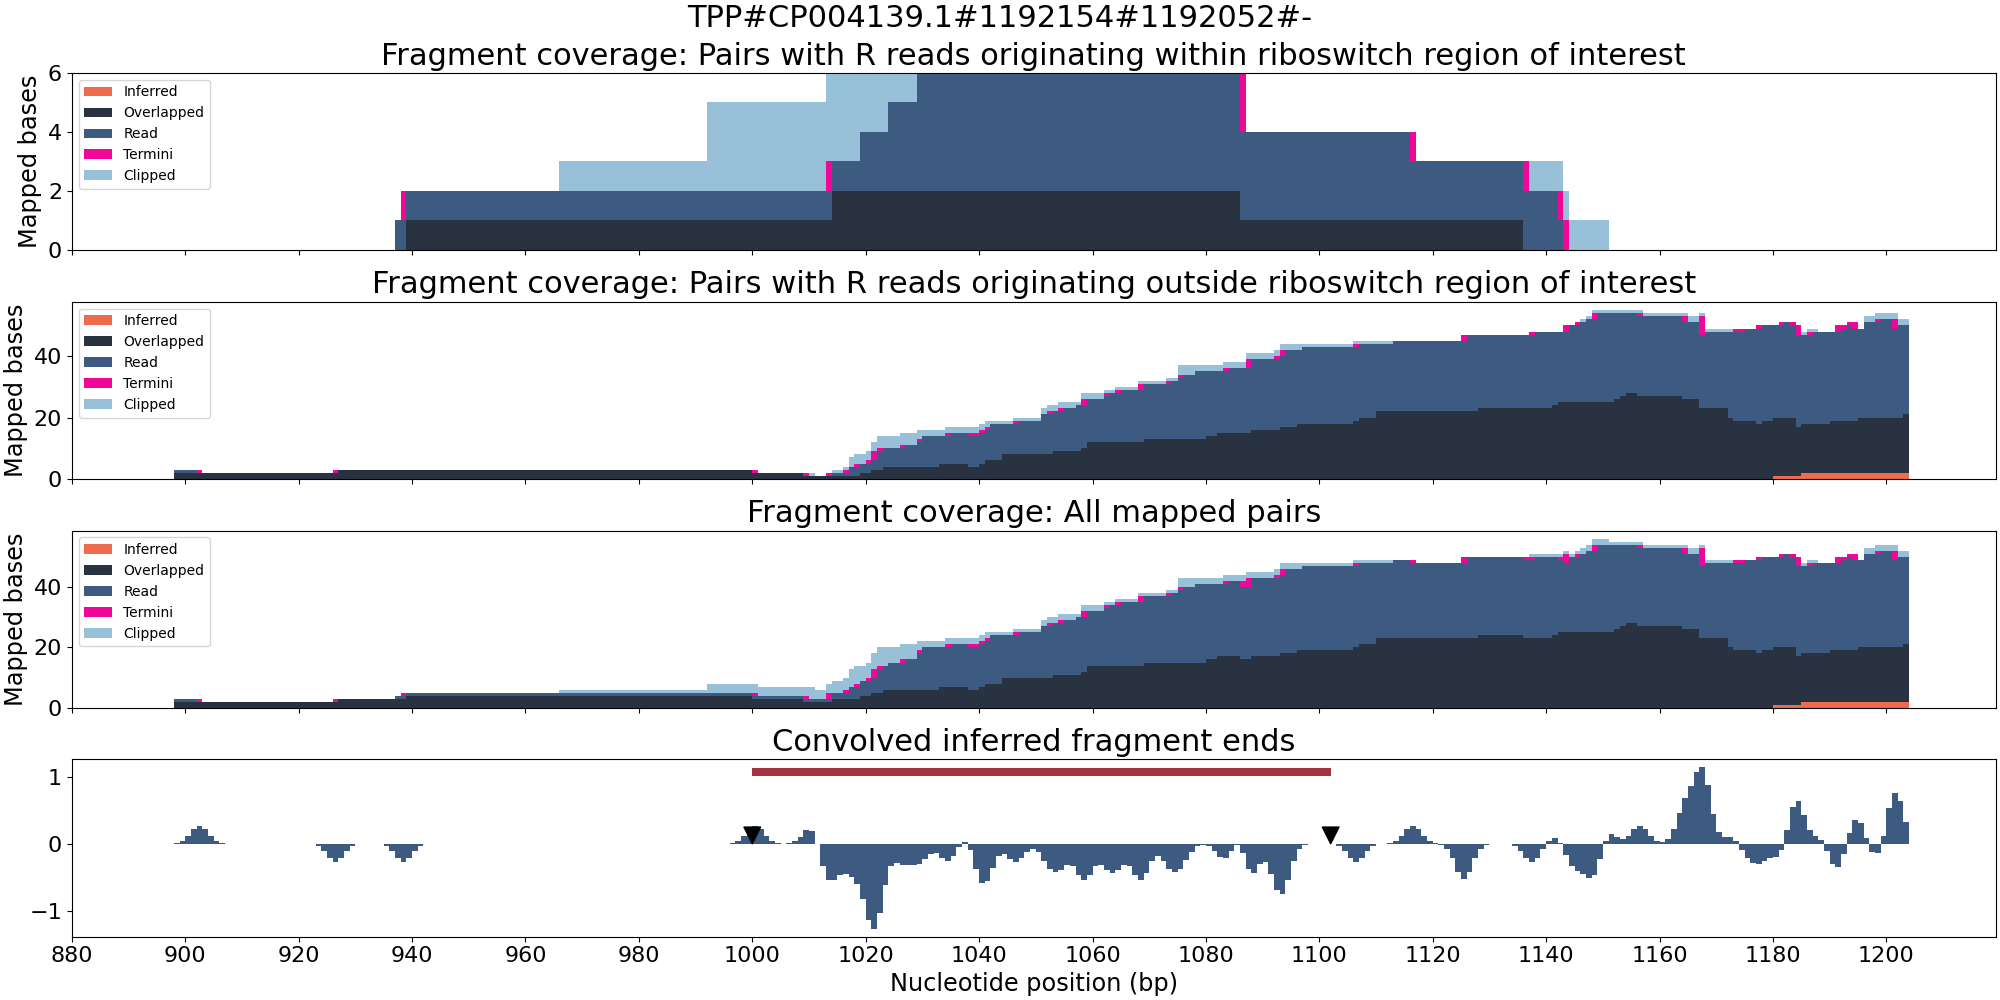 TPP#CP004139.1#1192154#1192052#-
Fragment coverage: Pairs with R reads originating within riboswitch region of interest
Mapped bases
6
4
2
0
Inferred
Overlapped
Read
Termini
Clipped
Fragment coverage: Pairs with R reads originating outside riboswitch region of interest
Mapped bases
40
20
0
Inferred
Overlapped
Read
Termini
Clipped
Fragment coverage: All mapped pairs
Mapped bases
40
20
0
Inferred
Overlapped
Read
Termini
Clipped
Convolved inferred fragment ends
1
0
−1
880 900 920 940 960 980 1000 1020 1040 1060 1080 1100 1120 1140 1160 1180 1200
Nucleotide position (bp)